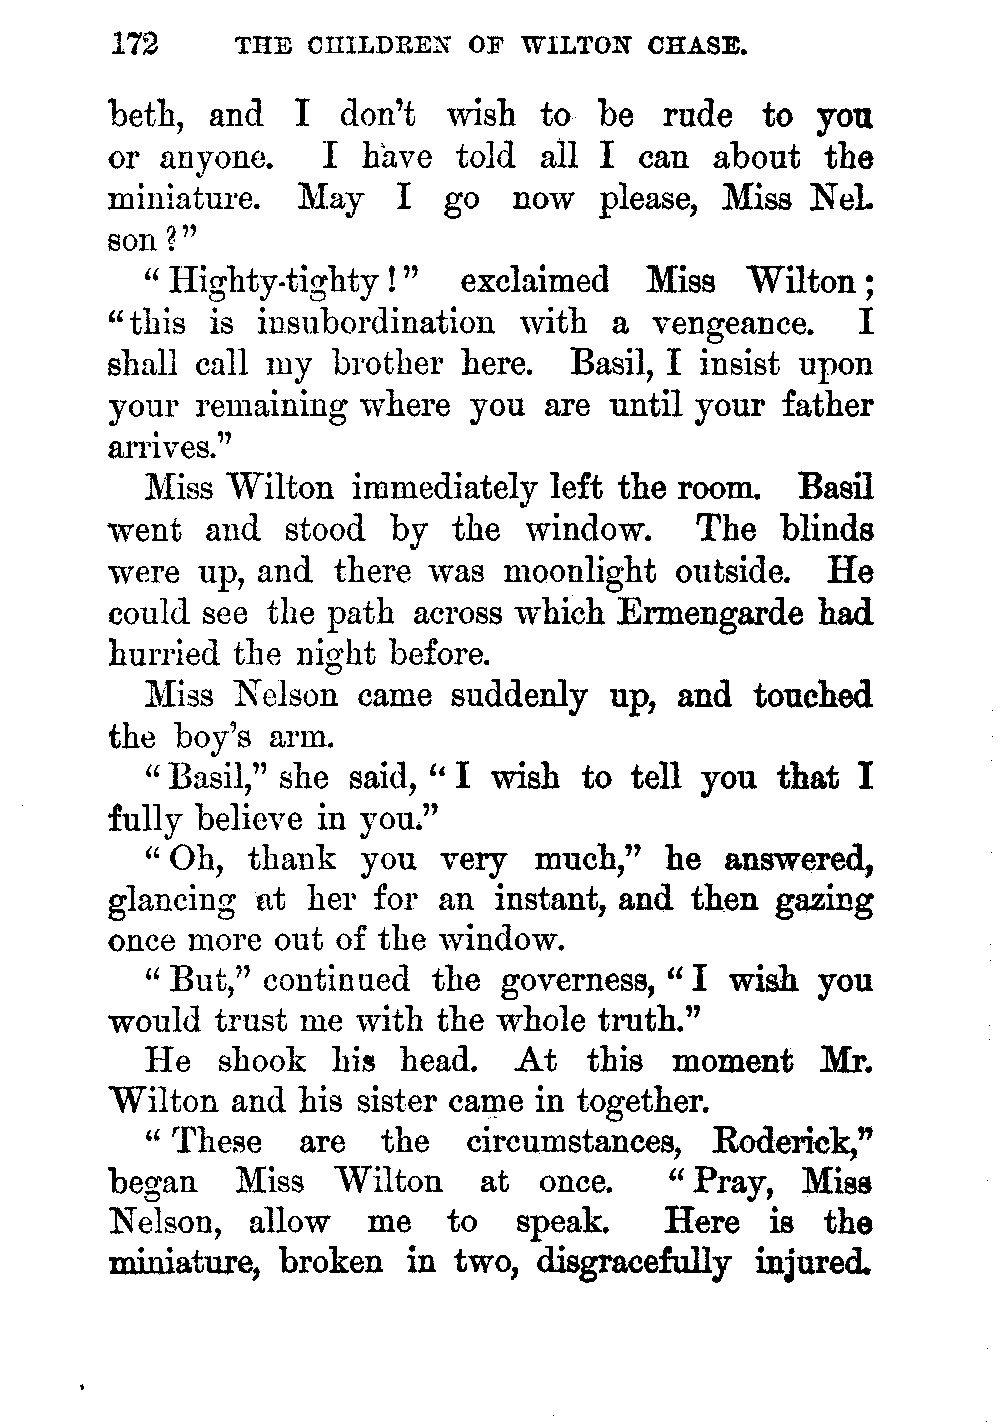 172 THE CHILDREN OF WILTON CHASE.
beth, and I don't wish to be rude to you
or anyone. I have told all I can about the
miniature. May I go now please, Miss Nel-
son?"
"Highty-tighty!" exclaimed Miss Wilton;
"this is insubordination with a vengeance. I
shall call my brother here. Basil, I insist upon
your remaining where you are until your father
arrives."
Miss Wilton immediately left the room. Basil
went and stood by the window. The blinds
were up, and there was moonlight outside. He
could see the path across which Ermengarde had
hurried the night before.
Miss Nelson came suddenly up, and touched
the boy's arm.
"Basil," she said, "I wish to tell you that I
fully believe in you."
"Oh, thank you very much," he answered,
glancing at her for an instant, and then gazing
once more out of the window.
"But," continued the governess, "I wish you
would trust me with the whole truth."
He shook his head. At this moment Mr.
Wilton and his sister came in together.
"These are the circumstances, Roderick,"
began Miss Wilton at once. "Pray, Miss
Nelson, allow me to speak. Here is the
miniature, broken in two, disgracefully injured.